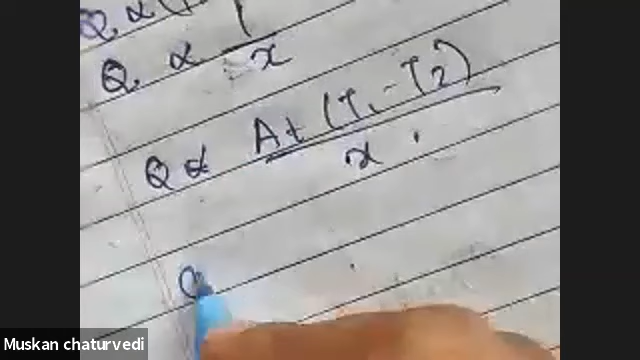 Q ∝ (T
Q ∝ 1/x
Q ∝ At(T₁-T₂)/x
Q
Muskan chaturvedi